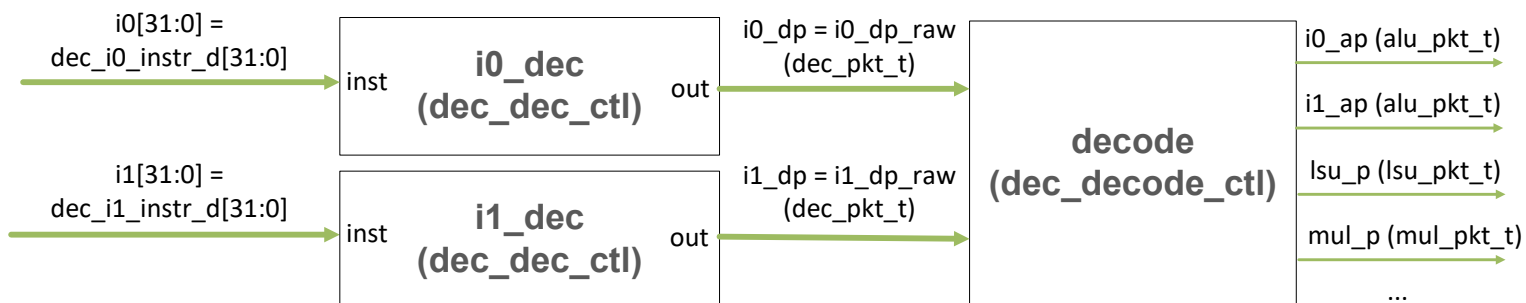 i0[31:0] =
dec_i0_instr_d[31:0]
inst
i0_dec
(dec_dec_ctl)
out
i0_dp = i0_dp_raw
(dec_pkt_t)
i1[31:0] =
dec_i1_instr_d[31:0]
inst
i1_dec
(dec_dec_ctl)
out
i1_dp = i1_dp_raw
(dec_pkt_t)
decode
(dec_decode_ctl)
i0_ap (alu_pkt_t)
i1_ap (alu_pkt_t)
lsu_p (lsu_pkt_t)
mul_p (mul_pkt_t)
...